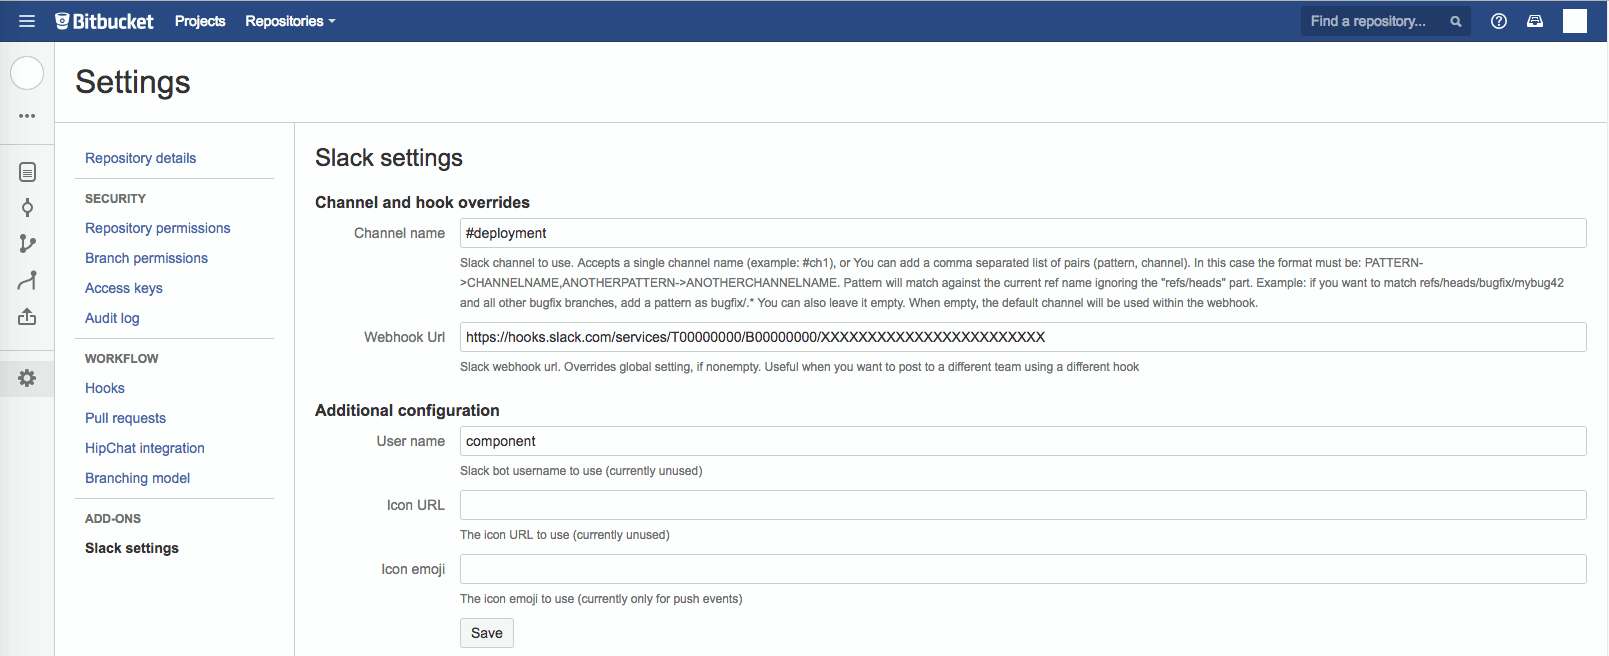 Bitbucket Projects Repositories Find a repository...
Settings
Repository details
SECURITY
Repository permissions
Branch permissions
Access keys
Audit log
WORKFLOW
Hooks
Pull requests
HipChat integration
Branching model
ADD-ONS
Slack settings
Slack settings
Channel and hook overrides
Channel name #deployment
Slack channel to use. Accepts a single channel name (example: #ch1), or You can add a comma separated list of pairs (pattern, channel). In this case the format must be: PATTERN-
>CHANNELNAME,ANOTHERPATTERN->ANOTHERCHANNELNAME. Pattern will match against the current ref name ignoring the "refs/heads" part. Example: if you want to match refs/heads/bugfix/mybug42
and all other bugfix branches, add a pattern as bugfix/.* You can also leave it empty. When empty, the default channel will be used within the webhook.
Webhook Url https://hooks.slack.com/services/T00000000/B00000000/XXXXXXXXXXXXXXXXXXXXXXXX
Slack webhook url. Overrides global setting, if nonempty. Useful when you want to post to a different team using a different hook
Additional configuration
User name component
Slack bot username to use (currently unused)
Icon URL
The icon URL to use (currently unused)
Icon emoji
The icon emoji to use (currently only for push events)
Save